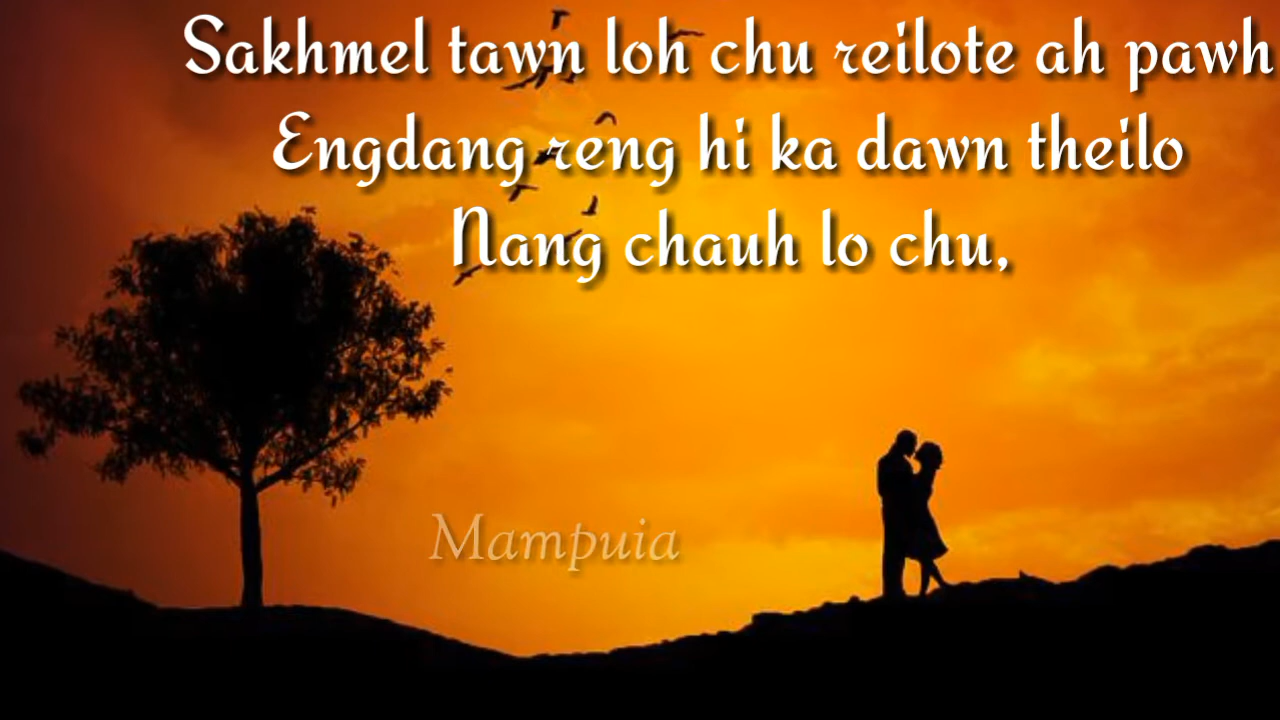 Sakhmel tawn loh chu reilote ah pawh
Engdang reng hi ka dawn theilo
Nang chauh lo chu,
Mampuia